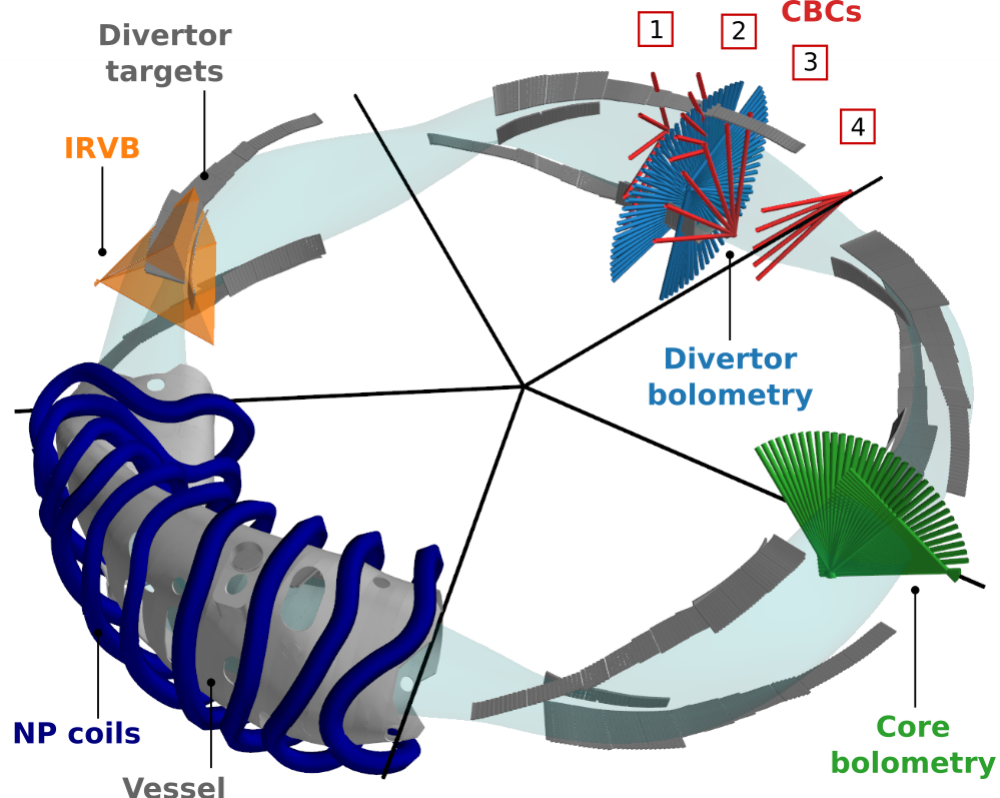 CBCs
1
2
3
4
Divertor
targets
IRVB
Divertor
bolometry
NP coils
Vessel
Core
bolometry